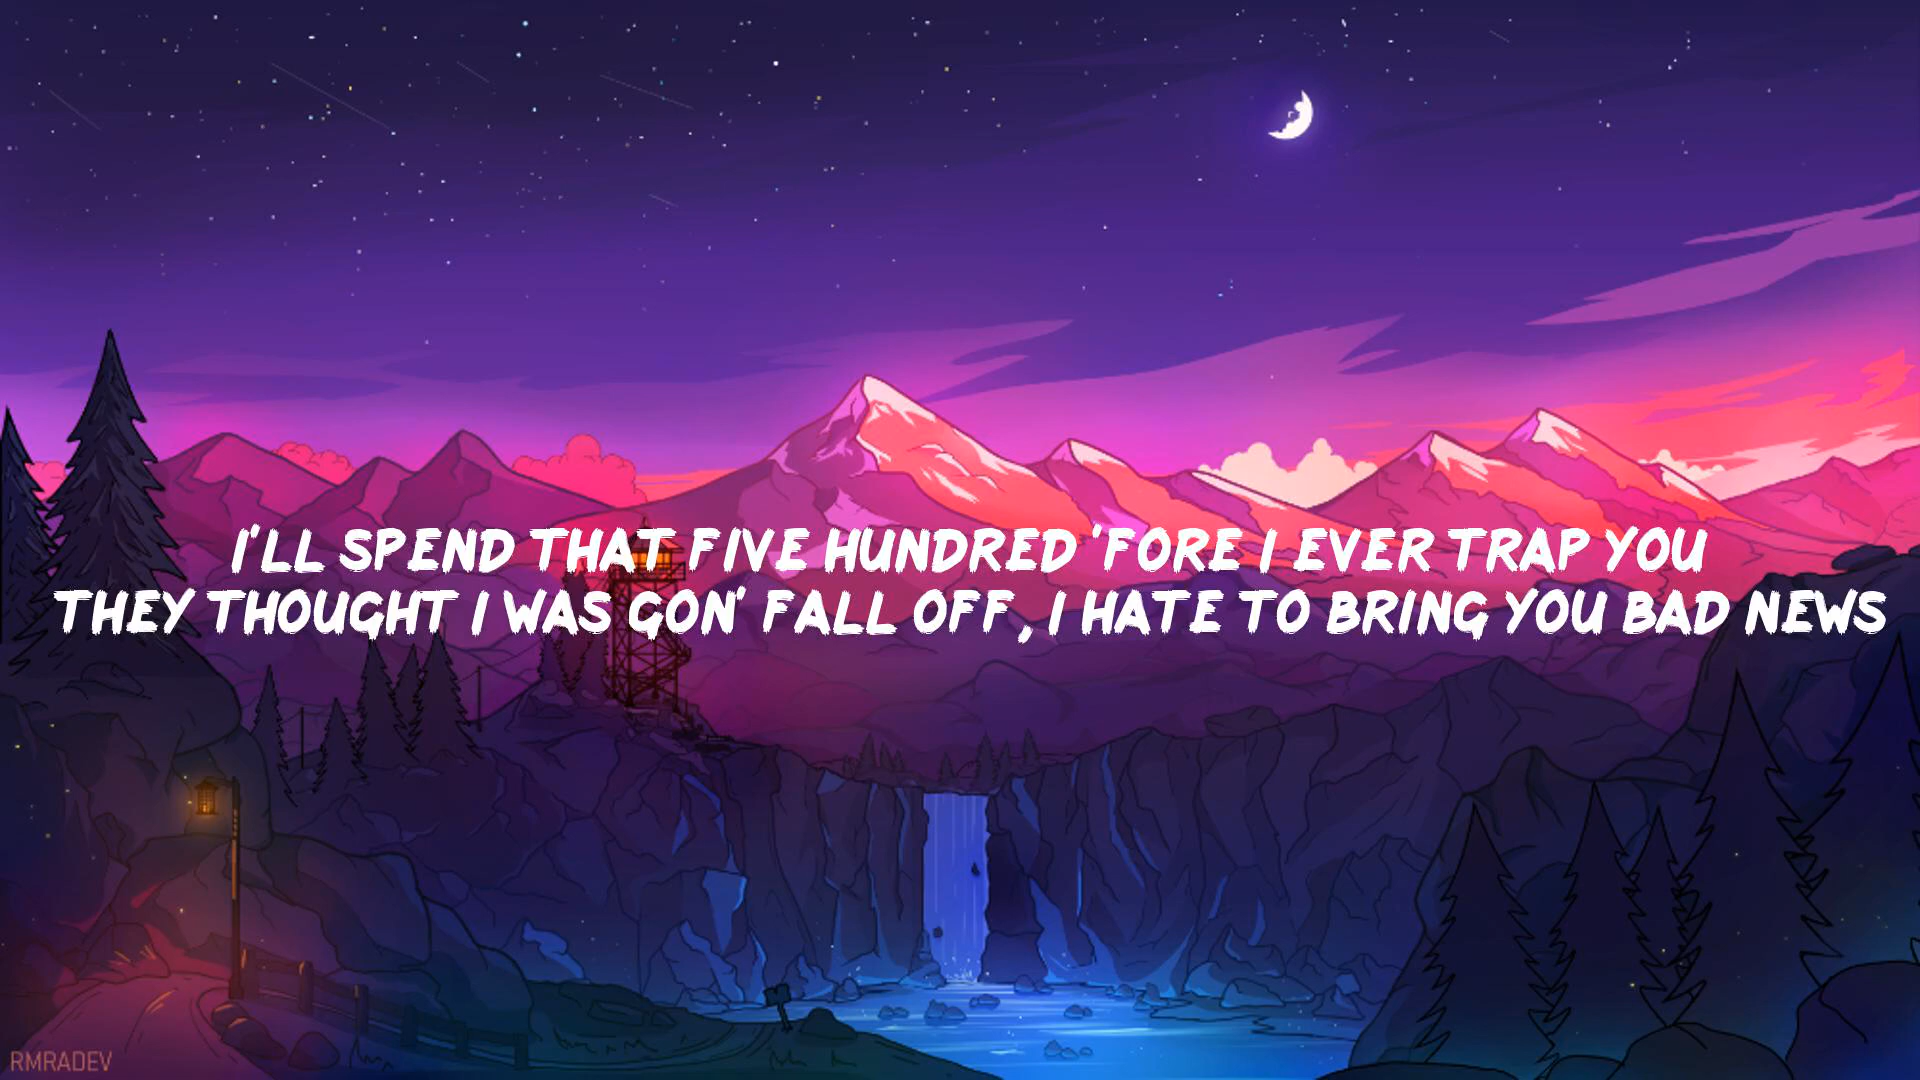 I'LL SPEND THAT FIVE HUNDRED 'FORE I EVER TRAP YOU
THEY THOUGHT I WAS GON' FALL OFF, I HATE TO BRING YOU BAD NEWS
RMRADEV